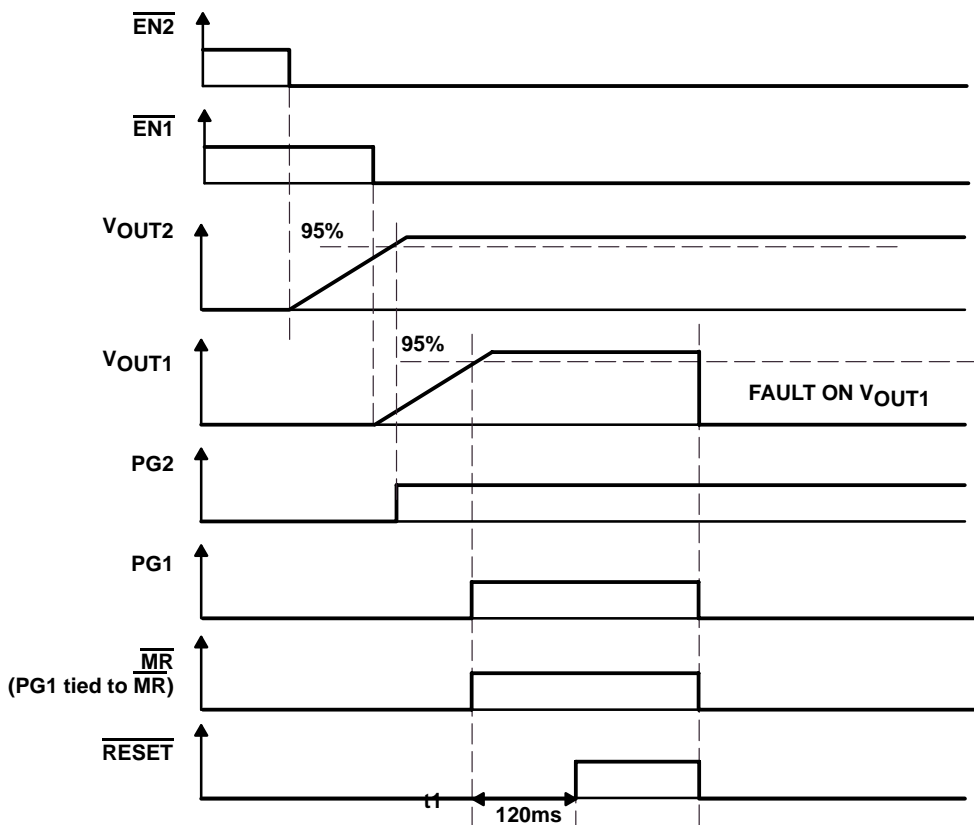 EN2
EN1
VOUT2
95%
VOUT1
95%
FAULT ON VOUT1
PG2
PG1
MR
(PG1 tied to MR)
RESET
t1
120ms